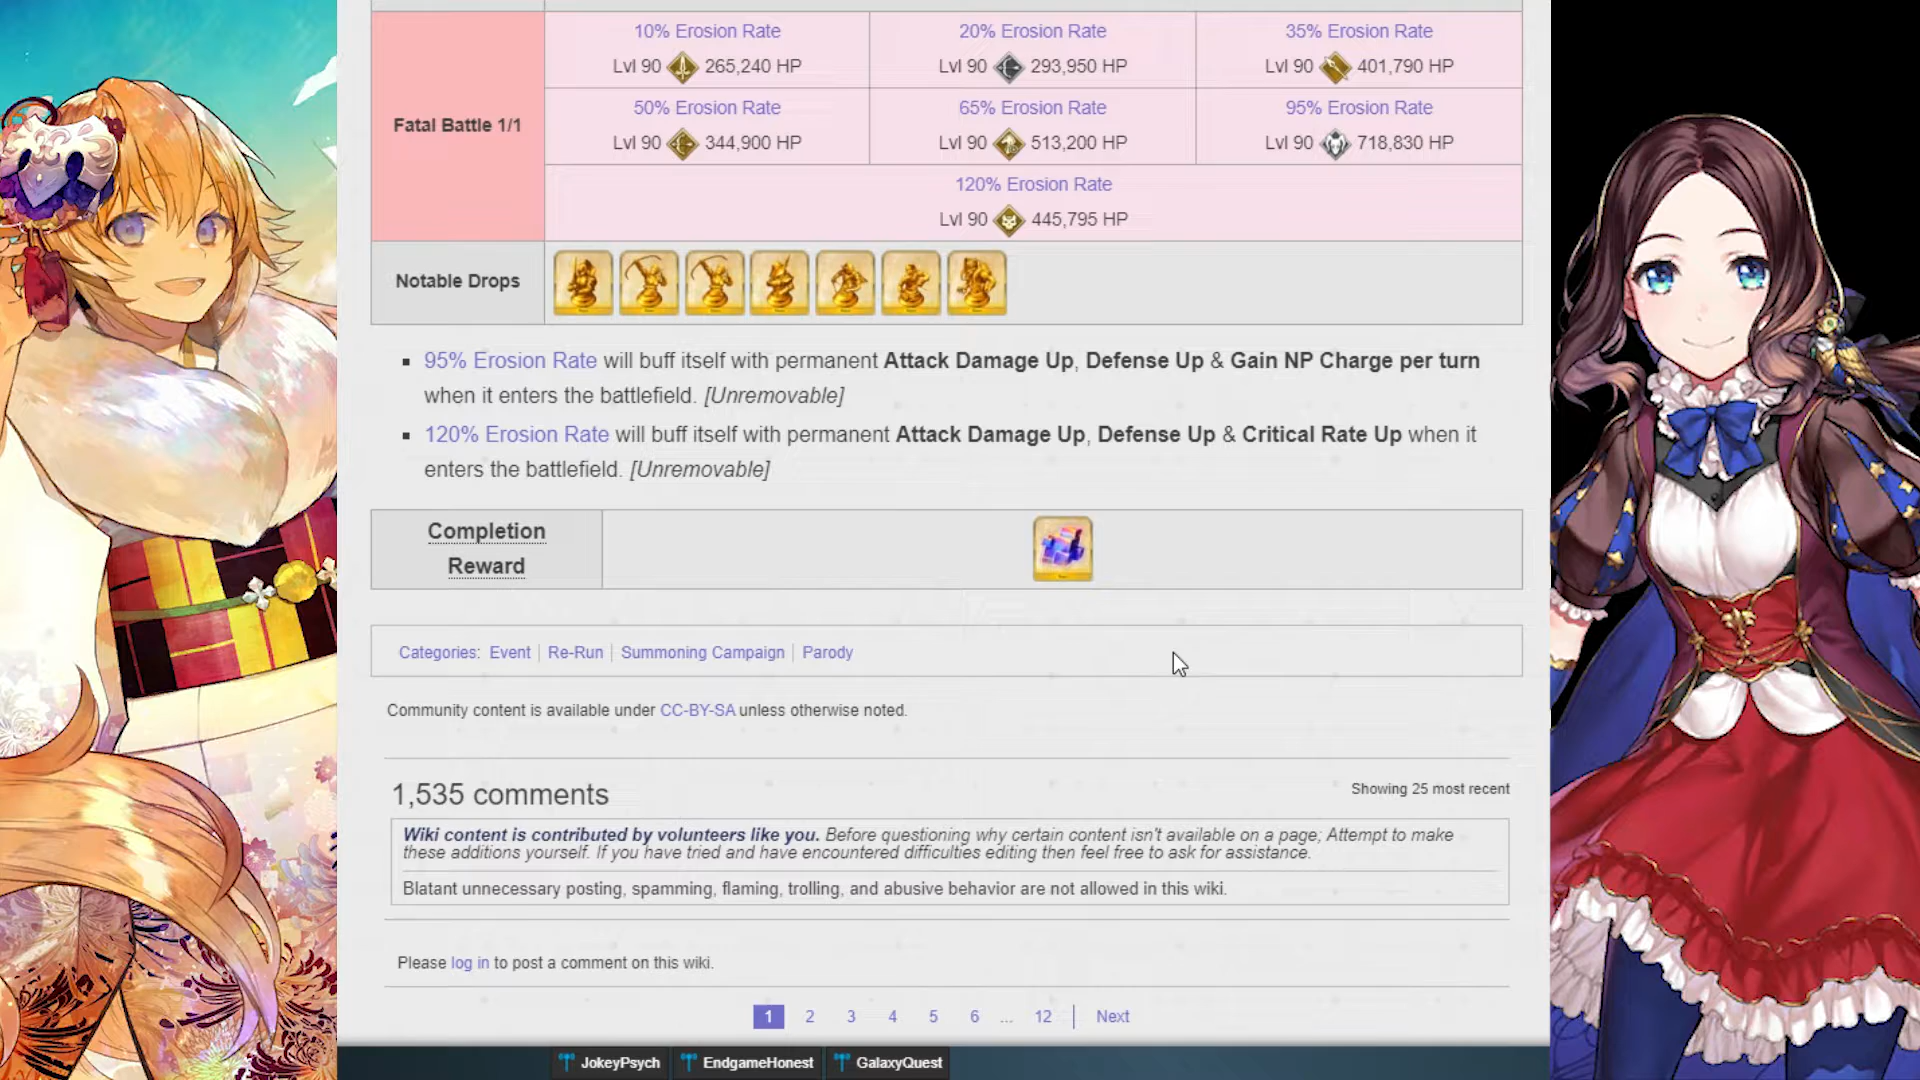 10% Erosion Rate
Lvl 90 265,240 HP
20% Erosion Rate
Lvl 90 293,950 HP
35% Erosion Rate
Lvl 90 401,790 HP
Fatal Battle 1/1
50% Erosion Rate
Lvl 90 344,900 HP
65% Erosion Rate
Lvl 90 513,200 HP
95% Erosion Rate
Lvl 90 718,830 HP
120% Erosion Rate
Lvl 90 445,795 HP
Notable Drops
95% Erosion Rate will buff itself with permanent Attack Damage Up, Defense Up & Gain NP Charge per turn
when it enters the battlefield. [Unremovable]
120% Erosion Rate will buff itself with permanent Attack Damage Up, Defense Up & Critical Rate Up when it
enters the battlefield. [Unremovable]
Completion
Reward
Categories: Event Re-Run Summoning Campaign Parody
Community content is available under CC-BY-SA unless otherwise noted.
1,535 comments
Showing 25 most recent
Wiki content is contributed by volunteers like you. Before questioning why certain content isn't available on a page; Attempt to make
these additions yourself. If you have tried and have encountered difficulties editing then feel free to ask for assistance.
Blatant unnecessary posting, spamming, flaming, trolling, and abusive behavior are not allowed in this wiki.
Please log in to post a comment on this wiki.
1 2 3 4 5 6 ... 12 Next
JokeyPsych EndgameHonest GalaxyQuest